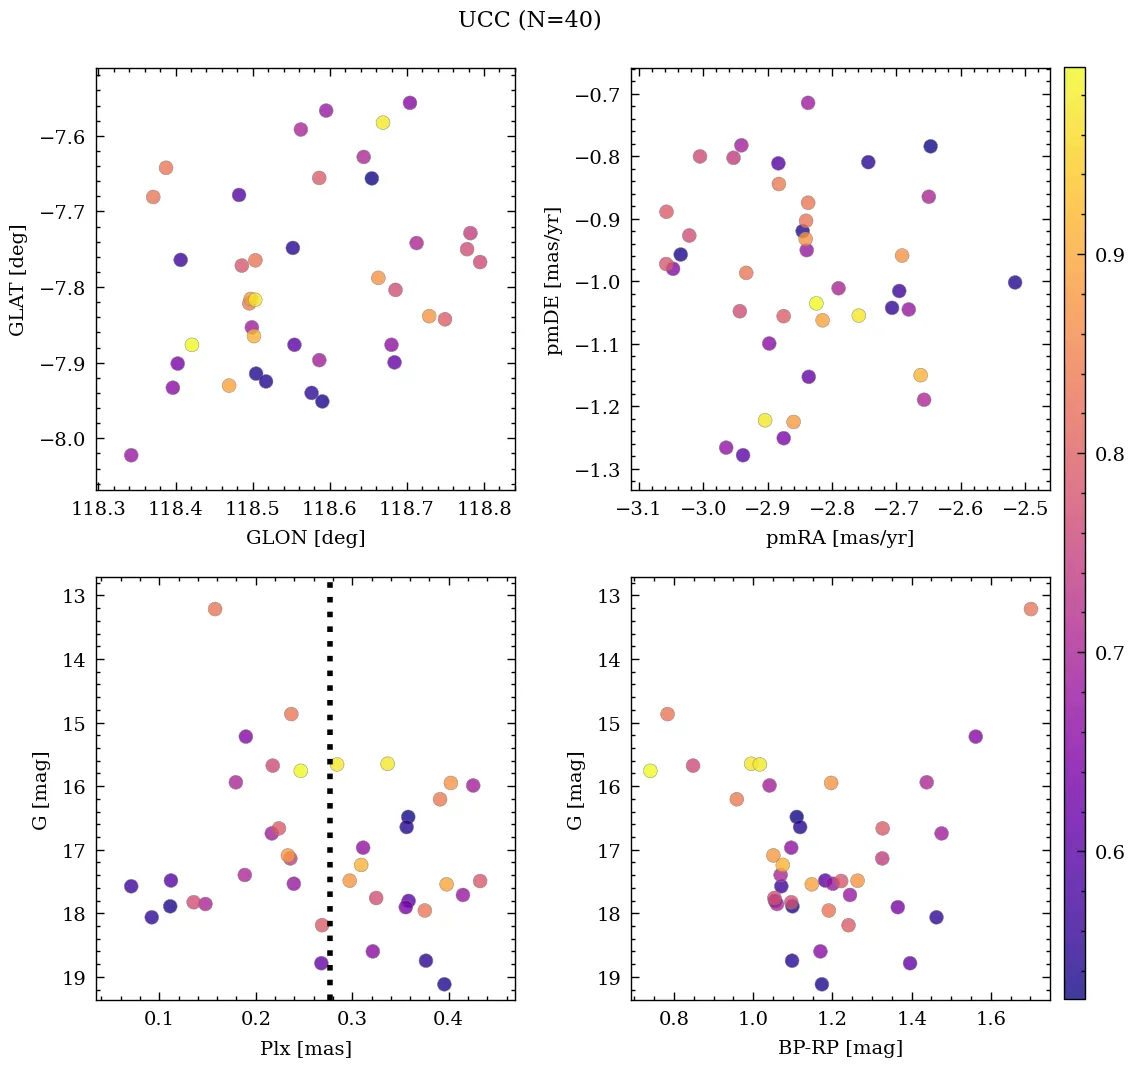 UCC (N=40)
−7.6
−7.7
−7.8
−7.9
−8.0
GLAT [deg]
118.3 118.4 118.5 118.6 118.7 118.8
GLON [deg]
−0.7
−0.8
−0.9
−1.0
−1.1
−1.2
−1.3
pmDE [mas/yr]
−3.1 −3.0 −2.9 −2.8 −2.7 −2.6 −2.5
pmRA [mas/yr]
13
14
15
16
17
18
19
G [mag]
0.1 0.2 0.3 0.4
Plx [mas]
13
14
15
16
17
18
19
G [mag]
0.8 1.0 1.2 1.4 1.6
BP-RP [mag]
0.9
0.8
0.7
0.6